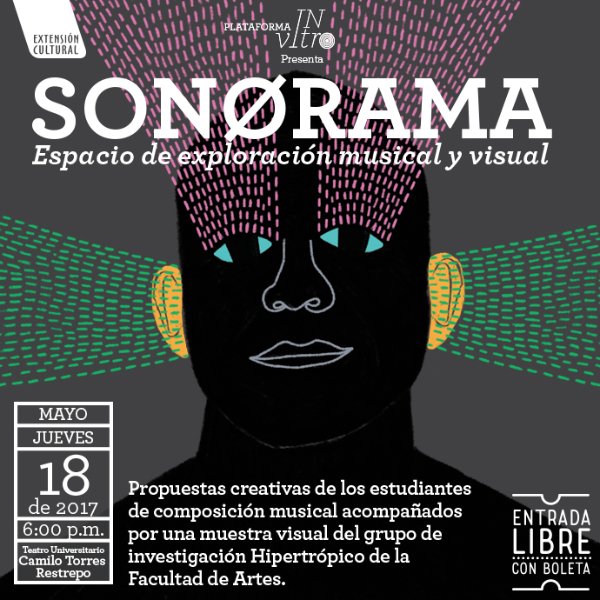 EXTENSIÓN
CULTURAL
PLATAFORMA INvItro
Presenta
SONØRAMA
Espacio de exploración musical y visual
MAYO
JUEVES
18
de 2017
6:00 p.m.
Teatro Universitario
Camilo Torres
Restrepo
Propuestas creativas de los estudiantes
de composición musical acompañados
por una muestra visual del grupo de
investigación Hipertrópico de la
Facultad de Artes.
ENTRADA
LIBRE
CON BOLETA